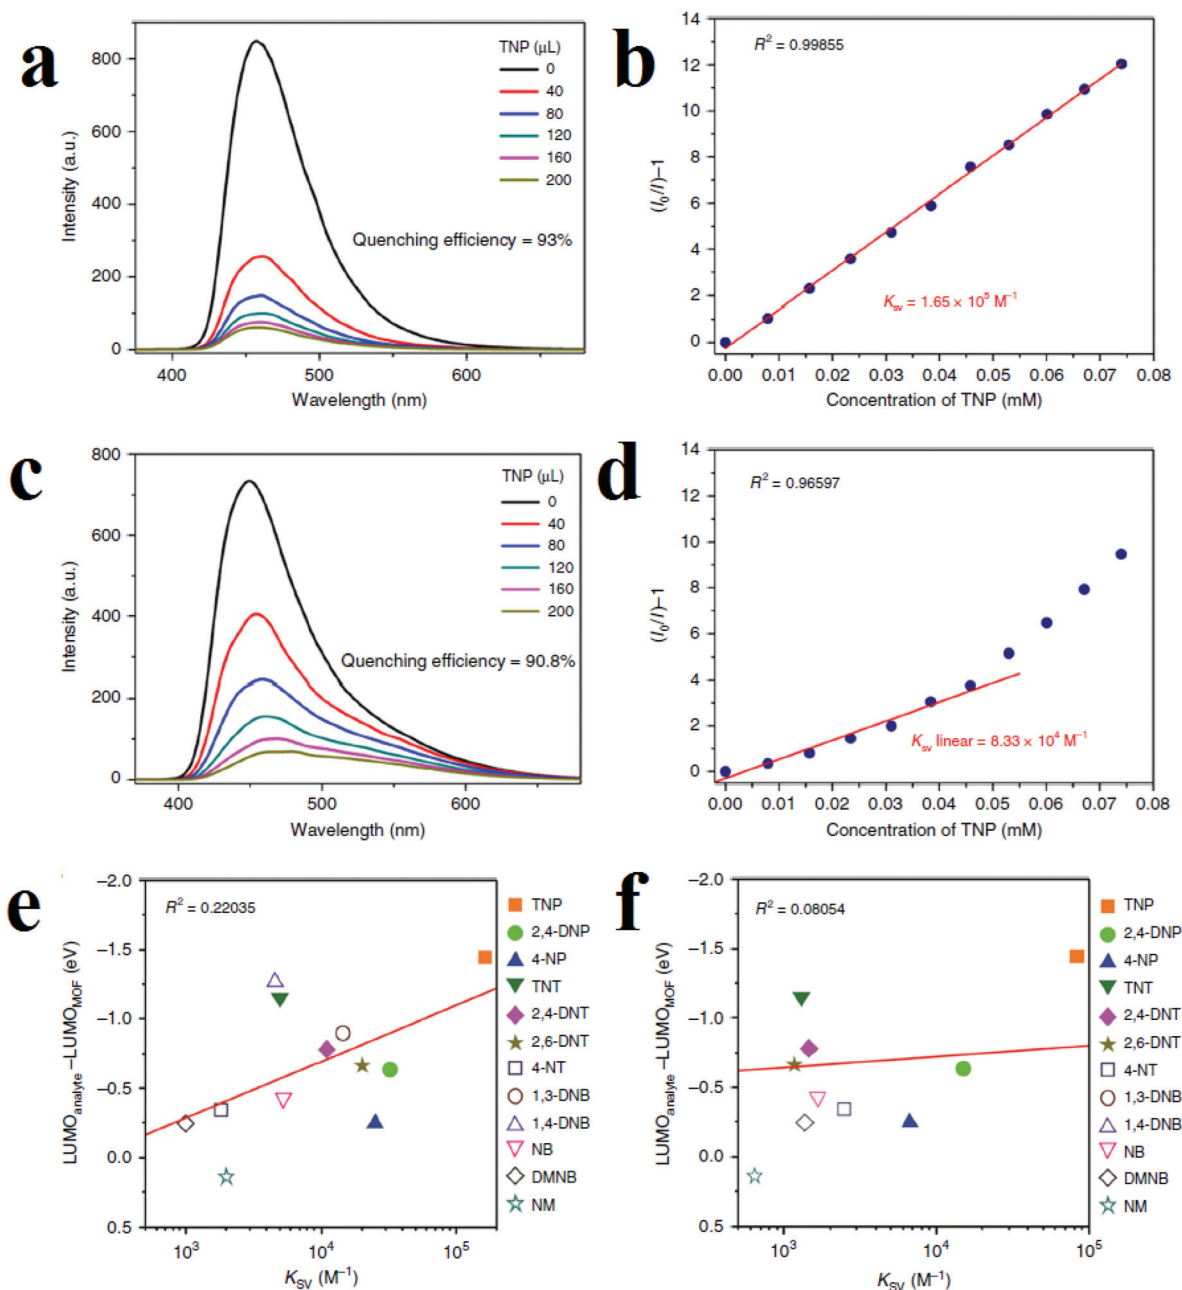 a
TNP (μL)
0
40
80
120
160
200
Quenching efficiency = 93%
Intensity (a.u.)
800
600
400
200
0
400
500
600
Wavelength (nm)
b
R² = 0.99855
Kₛᵥ = 1.65 × 10⁵ M⁻¹
(I₀/I)–1
14
12
10
8
6
4
2
0
0.00 0.01 0.02 0.03 0.04 0.05 0.06 0.07 0.08
Concentration of TNP (mM)
c
TNP (μL)
0
40
80
120
160
200
Quenching efficiency = 90.8%
Intensity (a.u.)
800
600
400
200
0
400
500
600
Wavelength (nm)
d
R² = 0.96597
Kₛᵥ linear = 8.33 × 10⁴ M⁻¹
(I₀/I)–1
14
12
10
8
6
4
2
0
0.00 0.01 0.02 0.03 0.04 0.05 0.06 0.07 0.08
Concentration of TNP (mM)
e
R² = 0.22035
LUMOanalyte–LUMOMOF (eV)
–2.0
–1.5
–1.0
–0.5
0.0
0.5
10³
10⁴
10⁵
KSV (M⁻¹)
TNP
2,4-DNP
4-NP
TNT
2,4-DNT
2,6-DNT
4-NT
1,3-DNB
1,4-DNB
NB
DMNB
NM
f
R² = 0.08054
LUMOanalyte–LUMOMOF (eV)
–2.0
–1.5
–1.0
–0.5
0.0
0.5
10³
10⁴
10⁵
KSV (M⁻¹)
TNP
2,4-DNP
4-NP
TNT
2,4-DNT
2,6-DNT
4-NT
1,3-DNB
1,4-DNB
NB
DMNB
NM